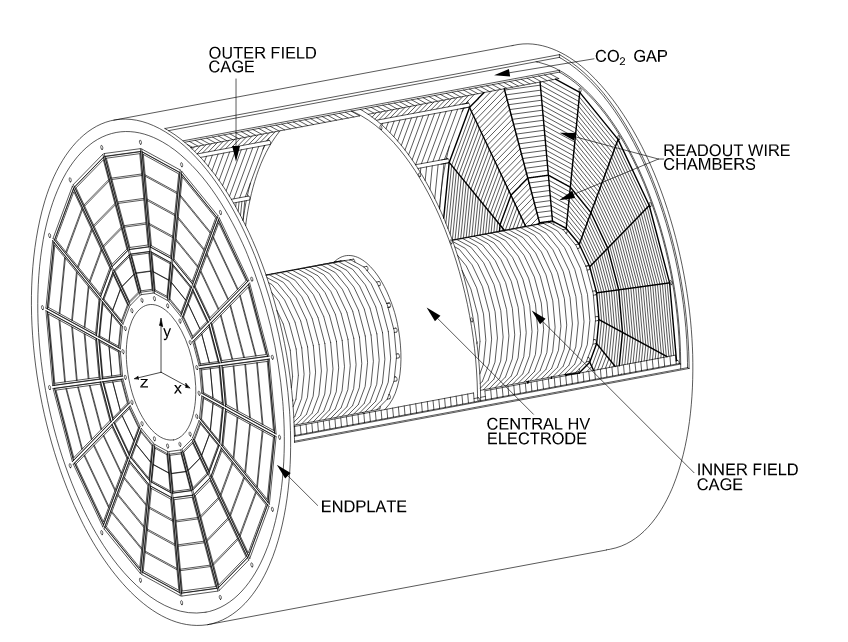 OUTER FIELD
CAGE
CO₂ GAP
READOUT WIRE
CHAMBERS
y
z
x
CENTRAL HV
ELECTRODE
INNER FIELD
CAGE
ENDPLATE